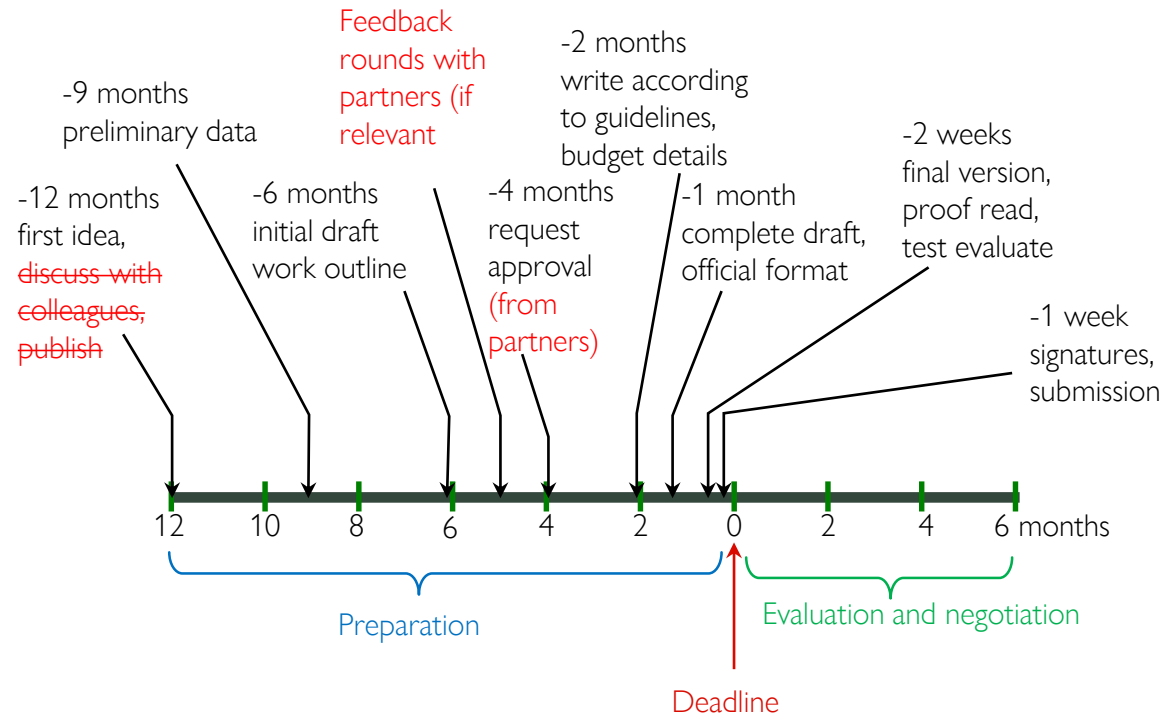 -12 months
first idea,
discuss with
colleagues,
publish
-9 months
preliminary data
-6 months
initial draft
work outline
Feedback
rounds with
partners (if
relevant
-4 months
request
approval
(from
partners)
-2 months
write according
to guidelines,
budget details
-1 month
complete draft,
official format
-2 weeks
final version,
proof read,
test evaluate
-1 week
signatures,
submission
12 10 8 6 4 2 0 2 4 6 months
Preparation
Evaluation and negotiation
Deadline